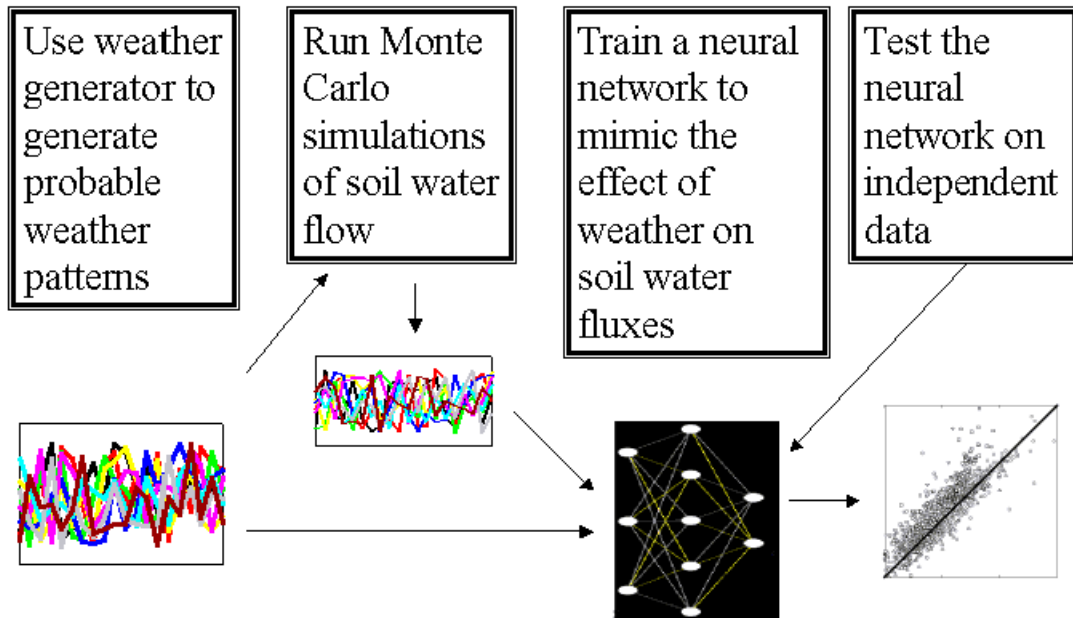 Use weather
generator to
generate
probable
weather
patterns
Run Monte
Carlo
simulations
of soil water
flow
Train a neural
network to
mimic the
effect of
weather on
soil water
fluxes
Test the
neural
network on
independent
data